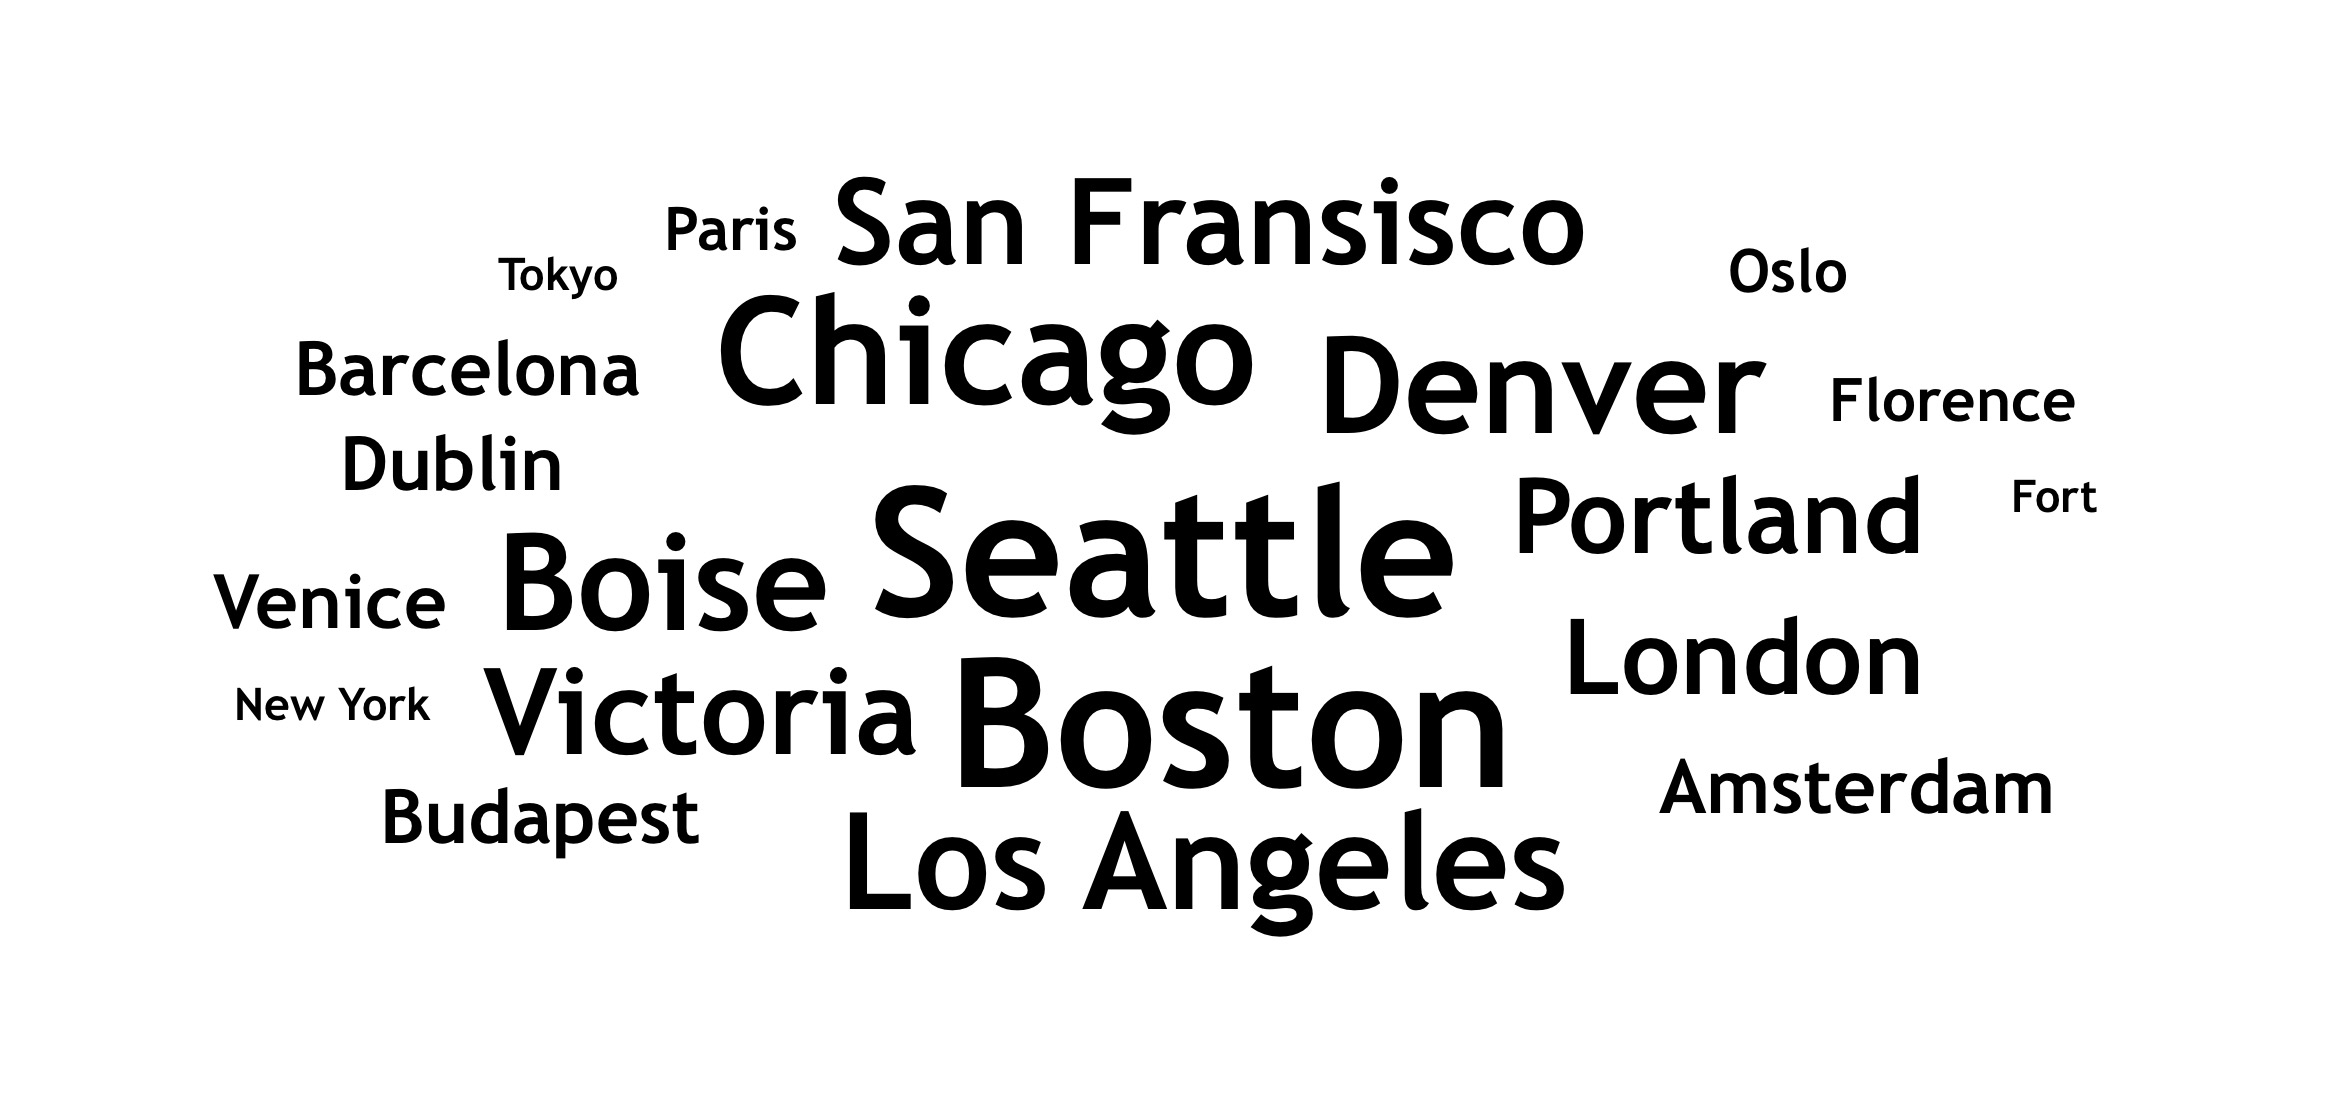 Paris San Fransisco
Tokyo Oslo
Chicago
Barcelona Denver Florence
Dublin
Seattle Portland Fort
Venice Boise
London
New York Victoria Boston
Budapest Amsterdam
Los Angeles